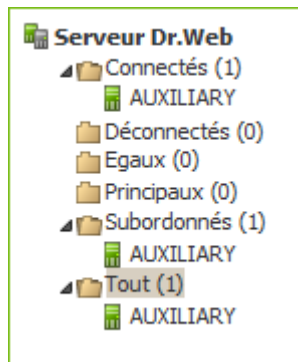 Serveur Dr.Web
Connectés (1)
AUXILIARY
Déconnectés (0)
Egaux (0)
Principaux (0)
Subordonnés (1)
AUXILIARY
Tout (1)
AUXILIARY